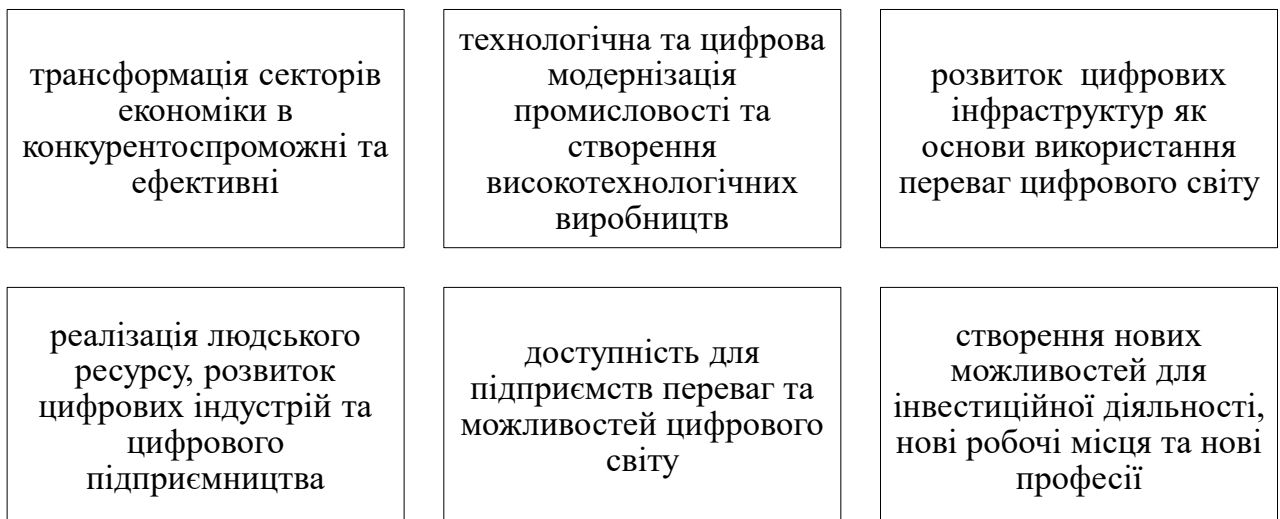 трансформація секторів
економіки в
конкурентоспроможні та
ефективні
технологічна та цифрова
модернізація
промисловості та
створення
високотехнологічних
виробництв
розвиток цифрових
інфраструктур як
основи використання
переваг цифрового світу
реалізація людського
ресурсу, розвиток
цифрових індустрій та
цифрового
підприємництва
доступність для
підприємств переваг та
можливостей цифрового
світу
створення нових
можливостей для
інвестиційної діяльності,
нові робочі місця та нові
професії